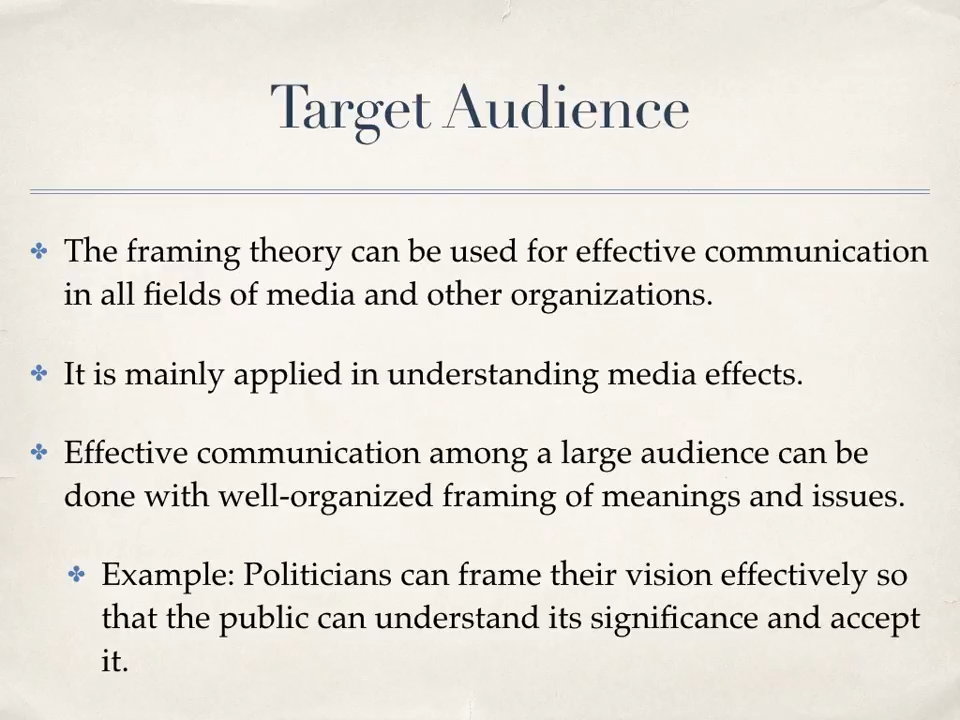 Target Audience
The framing theory can be used for effective communication
in all fields of media and other organizations.
It is mainly applied in understanding media effects.
Effective communication among a large audience can be
done with well-organized framing of meanings and issues.
Example: Politicians can frame their vision effectively so
that the public can understand its significance and accept
it.